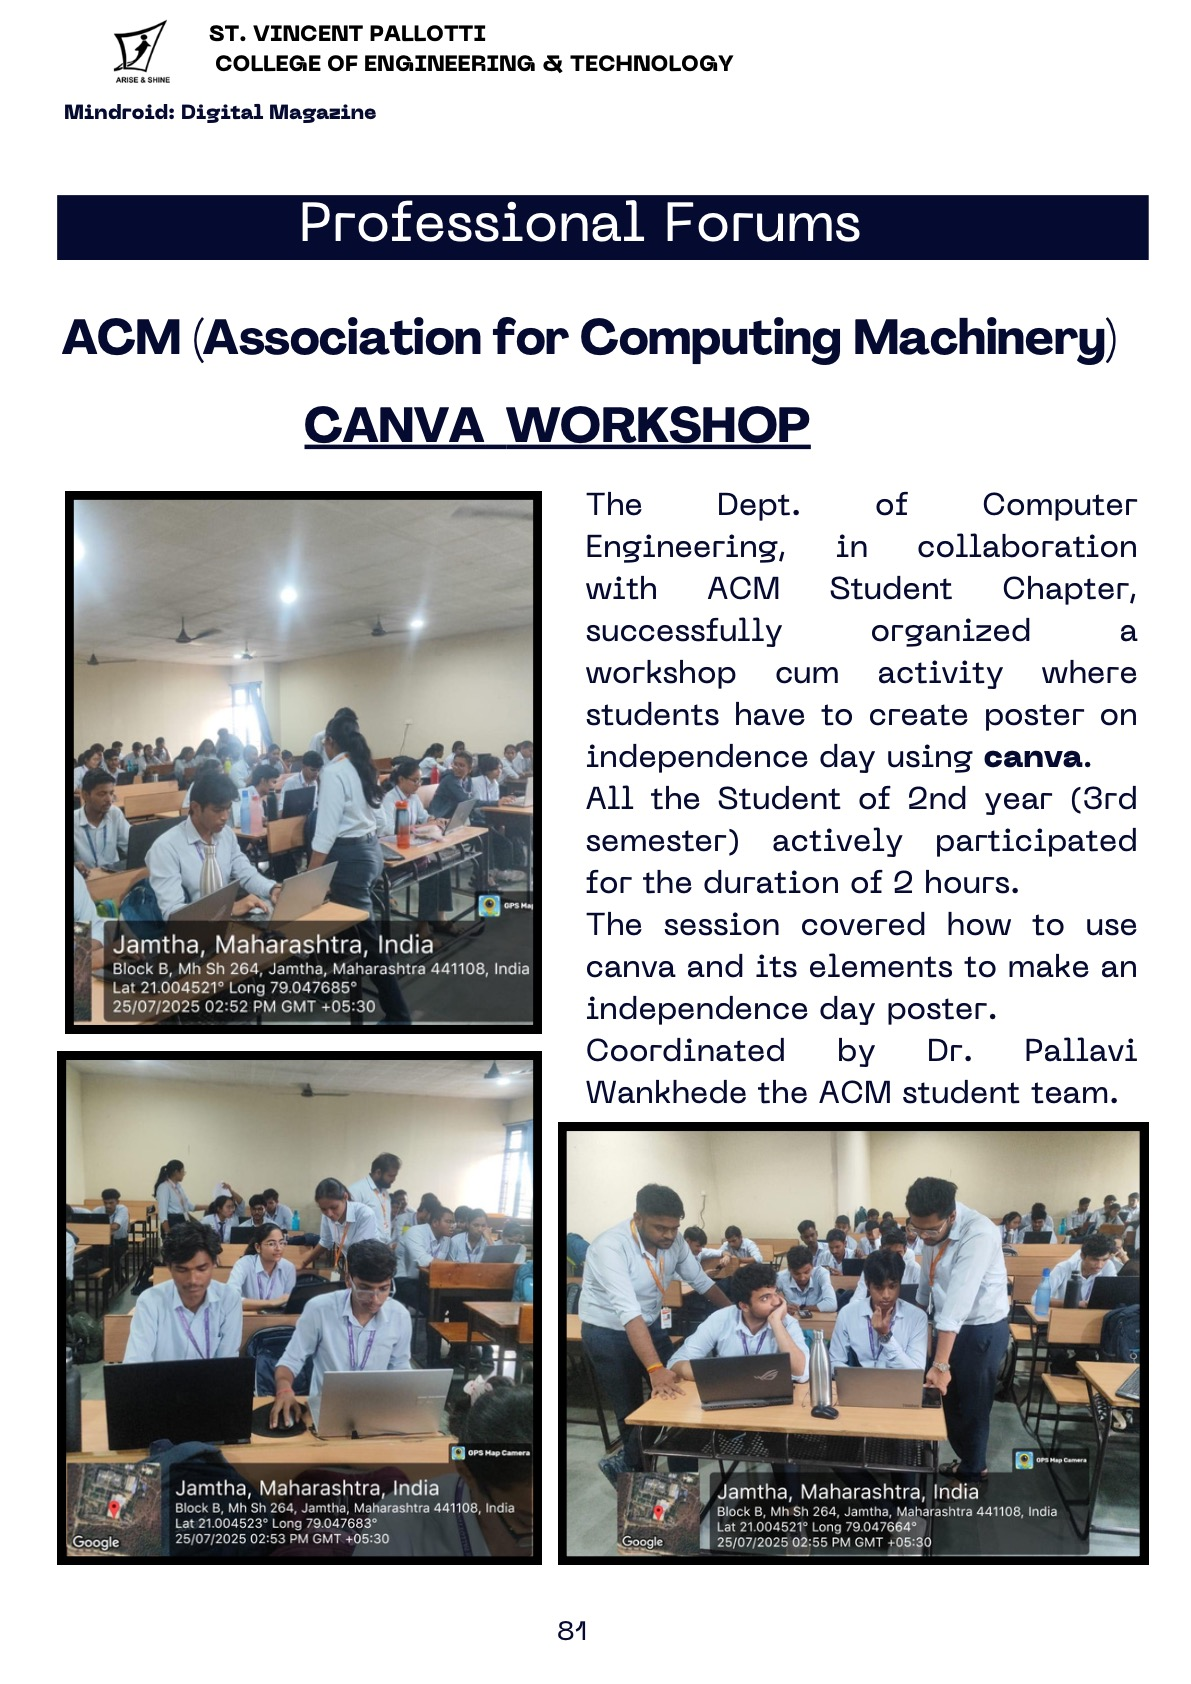 ARISE & SHINE
ST. VINCENT PALLOTTI
COLLEGE OF ENGINEERING & TECHNOLOGY
Mindroid: Digital Magazine
Professional Forums
ACM (Association for Computing Machinery)
CANVA WORKSHOP
The Dept. of Computer
Engineering, in collaboration
with ACM Student Chapter,
successfully organized a
workshop cum activity where
students have to create poster on
independence day using canva.
All the Student of 2nd year (3rd
semester) actively participated
for the duration of 2 hours.
The session covered how to use
canva and its elements to make an
independence day poster.
Coordinated by Dr. Pallavi
Wankhede the ACM student team.
GPS Ma
Jamtha, Maharashtra, India
Block B, Mh Sh 264, Jamtha, Maharashtra 441108, India
Lat 21.004521° Long 79.047685°
25/07/2025 02:52 PM GMT +05:30
GPS Map Camera
Google
Jamtha, Maharashtra, India
Block B, Mh Sh 264, Jamtha, Maharashtra 441108, India
Lat 21.004523° Long 79.047683°
25/07/2025 02:53 PM GMT +05:30
GPS Map Camera
Google
Jamtha, Maharashtra, India
Block B, Mh Sh 264, Jamtha, Maharashtra 441108, India
Lat 21.004521° Long 79.047664°
25/07/2025 02:55 PM GMT +05:30
81